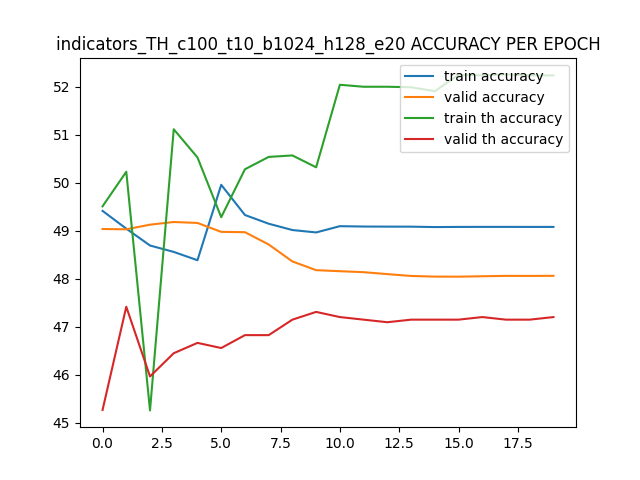 indicators_TH_c100_t10_b1024_h128_e20 ACCURACY PER EPOCH
train accuracy
valid accuracy
train th accuracy
valid th accuracy
52
51
50
49
48
47
46
45
0.0 2.5 5.0 7.5 10.0 12.5 15.0 17.5